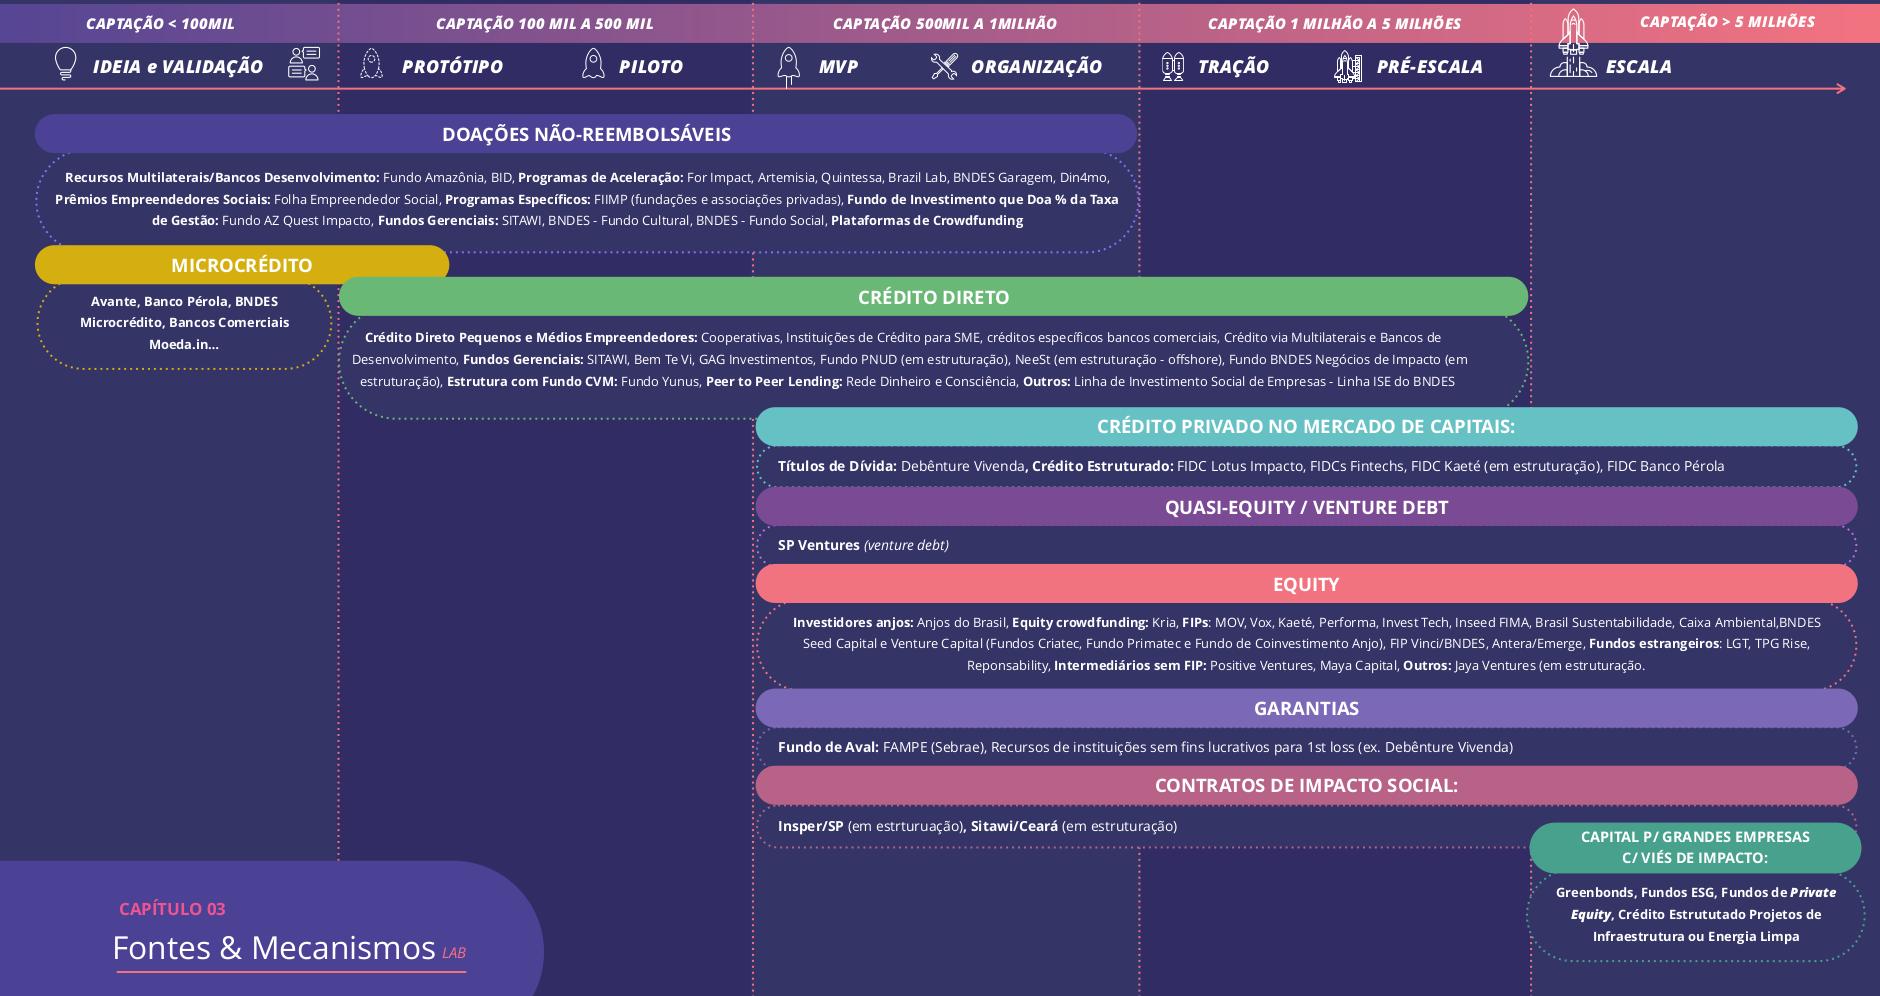 CAPTAÇÃO < 100MIL
CAPTAÇÃO 100 MIL A 500 MIL
CAPTAÇÃO 500MIL A 1MILHÃO
CAPTAÇÃO 1 MILHÃO A 5 MILHÕES
CAPTAÇÃO > 5 MILHÕES
IDEIA e VALIDAÇÃO
PROTÓTIPO
PILOTO
MVP
ORGANIZAÇÃO
TRAÇÃO
PRÉ-ESCALA
ESCALA
DOAÇÕES NÃO-REEMBOLSÁVEIS
Recursos Multilaterais/Bancos Desenvolvimento: Fundo Amazônia, BID, Programas de Aceleração: For Impact, Artemisia, Quintessa, Brazil Lab, BNDES Garagem, Din4mo,
Prêmios Empreendedores Sociais: Folha Empreendedor Social, Programas Específicos: FIIMP (fundações e associações privadas), Fundo de Investimento que Doa % da Taxa
de Gestão: Fundo AZ Quest Impacto, Fundos Gerenciais: SITAWI, BNDES - Fundo Cultural, BNDES - Fundo Social, Plataformas de Crowdfunding
MICROCRÉDITO
Avante, Banco Pérola, BNDES
Microcrédito, Bancos Comerciais
Moeda.in...
CRÉDITO DIRETO
Crédito Direto Pequenos e Médios Empreendedores: Cooperativas, Instituições de Crédito para SME, créditos específicos bancos comerciais, Crédito via Multilaterais e Bancos de
Desenvolvimento, Fundos Gerenciais: SITAWI, Bem Te Vi, GAG Investimentos, Fundo PNUD (em estruturação), NeeSt (em estruturação - offshore), Fundo BNDES Negócios de Impacto (em
estruturação), Estrutura com Fundo CVM: Fundo Yunus, Peer to Peer Lending: Rede Dinheiro e Consciência, Outros: Linha de Investimento Social de Empresas - Linha ISE do BNDES
CRÉDITO PRIVADO NO MERCADO DE CAPITAIS:
Títulos de Dívida: Debênture Vivenda, Crédito Estruturado: FIDC Lotus Impacto, FIDCs Fintechs, FIDC Kaeté (em estruturação), FIDC Banco Pérola
QUASI-EQUITY / VENTURE DEBT
SP Ventures (venture debt)
EQUITY
Investidores anjos: Anjos do Brasil, Equity crowdfunding: Kria, FIPs: MOV, Vox, Kaeté, Performa, Invest Tech, Inseed FIMA, Brasil Sustentabilidade, Caixa Ambiental,BNDES
Seed Capital e Venture Capital (Fundos Criatec, Fundo Primatec e Fundo de Coinvestimento Anjo), FIP Vinci/BNDES, Antera/Emerge, Fundos estrangeiros: LGT, TPG Rise,
Reponsability, Intermediários sem FIP: Positive Ventures, Maya Capital, Outros: Jaya Ventures (em estruturação.
GARANTIAS
Fundo de Aval: FAMPE (Sebrae), Recursos de instituições sem fins lucrativos para 1st loss (ex. Debênture Vivenda)
CONTRATOS DE IMPACTO SOCIAL:
Insper/SP (em estrturuação), Sitawi/Ceará (em estruturação)
CAPITAL P/ GRANDES EMPRESAS
C/ VIÉS DE IMPACTO:
Greenbonds, Fundos ESG, Fundos de Private
Equity, Crédito Estrututado Projetos de
Infraestrutura ou Energia Limpa
CAPÍTULO 03
Fontes & Mecanismos LAB